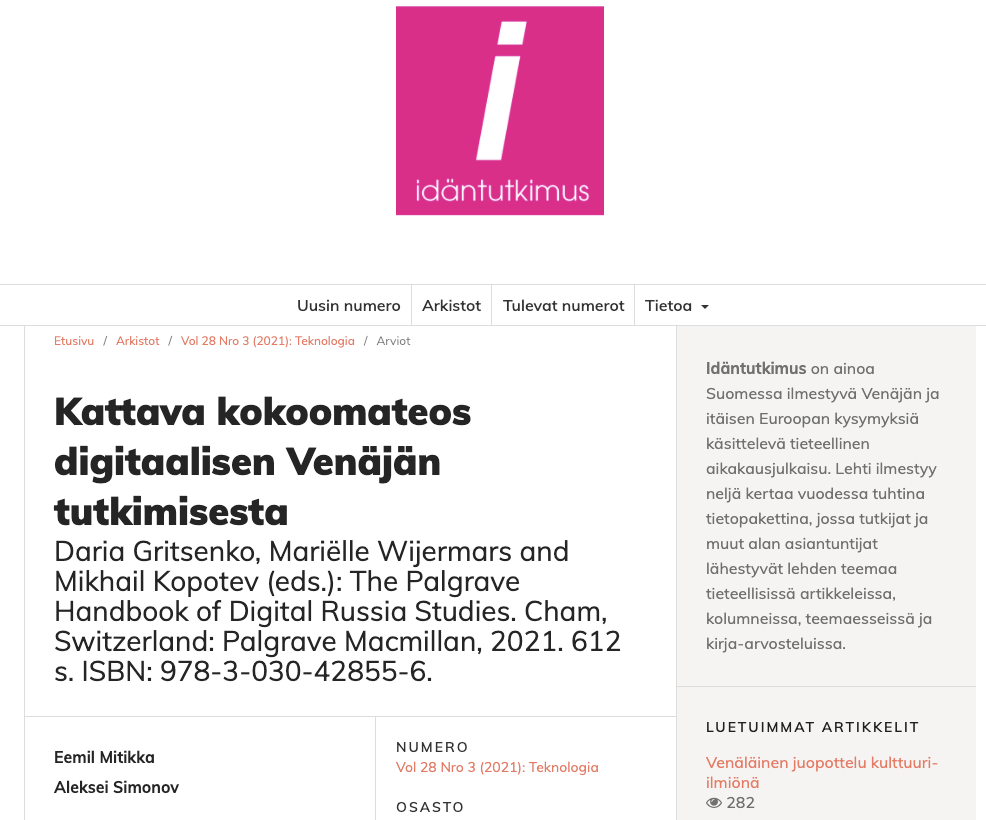 i
idäntutkimus
Uusin numero
Arkistot
Tulevat numerot
Tietoa
Etusivu / Arkistot / Vol 28 Nro 3 (2021): Teknologia / Arviot
Kattava kokoomateos
digitaalisen Venäjän
tutkimisesta
Daria Gritsenko, Mariëlle Wijermars and
Mikhail Kopotev (eds.): The Palgrave
Handbook of Digital Russia Studies. Cham,
Switzerland: Palgrave Macmillan, 2021. 612
s. ISBN: 978-3-030-42855-6.
Eemil Mitikka
Aleksei Simonov
NUMERO
Vol 28 Nro 3 (2021): Teknologia
OSASTO
Idäntutkimus on ainoa
Suomessa ilmestyvä Venäjän ja
itäisen Euroopan kysymyksiä
käsittelevä tieteellinen
aikakausjulkaisu. Lehti ilmestyy
neljä kertaa vuodessa tuhtina
tietopakettina, jossa tutkijat ja
muut alan asiantuntijat
lähestyvät lehden teemaa
tieteellisissä artikkeleissa,
kolumneissa, teemaesseissä ja
kirja-arvosteluissa.
LUETUIMMAT ARTIKKELIT
Venäläinen juopottelu kulttuuri-
ilmiönä
282